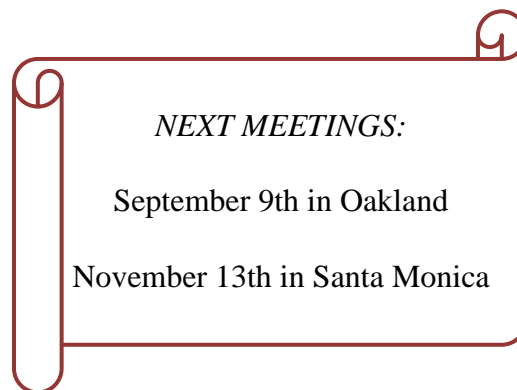 NEXT MEETINGS:
September 9th in Oakland
November 13th in Santa Monica